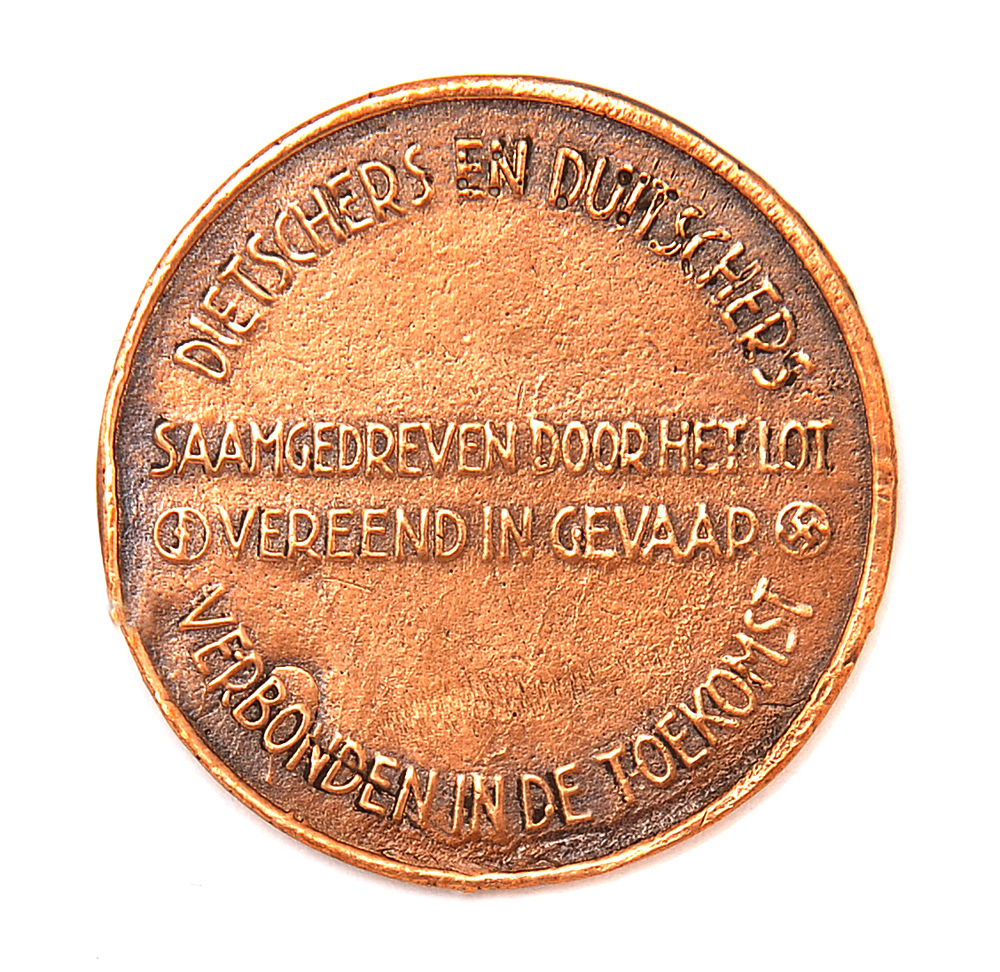 DIETSCHERS EN DUITSCHERS
SAAMGEDREVEN DOOR HET LOT
VEREEND IN GEVAAR
VERBONDEN IN DE TOEKOMST